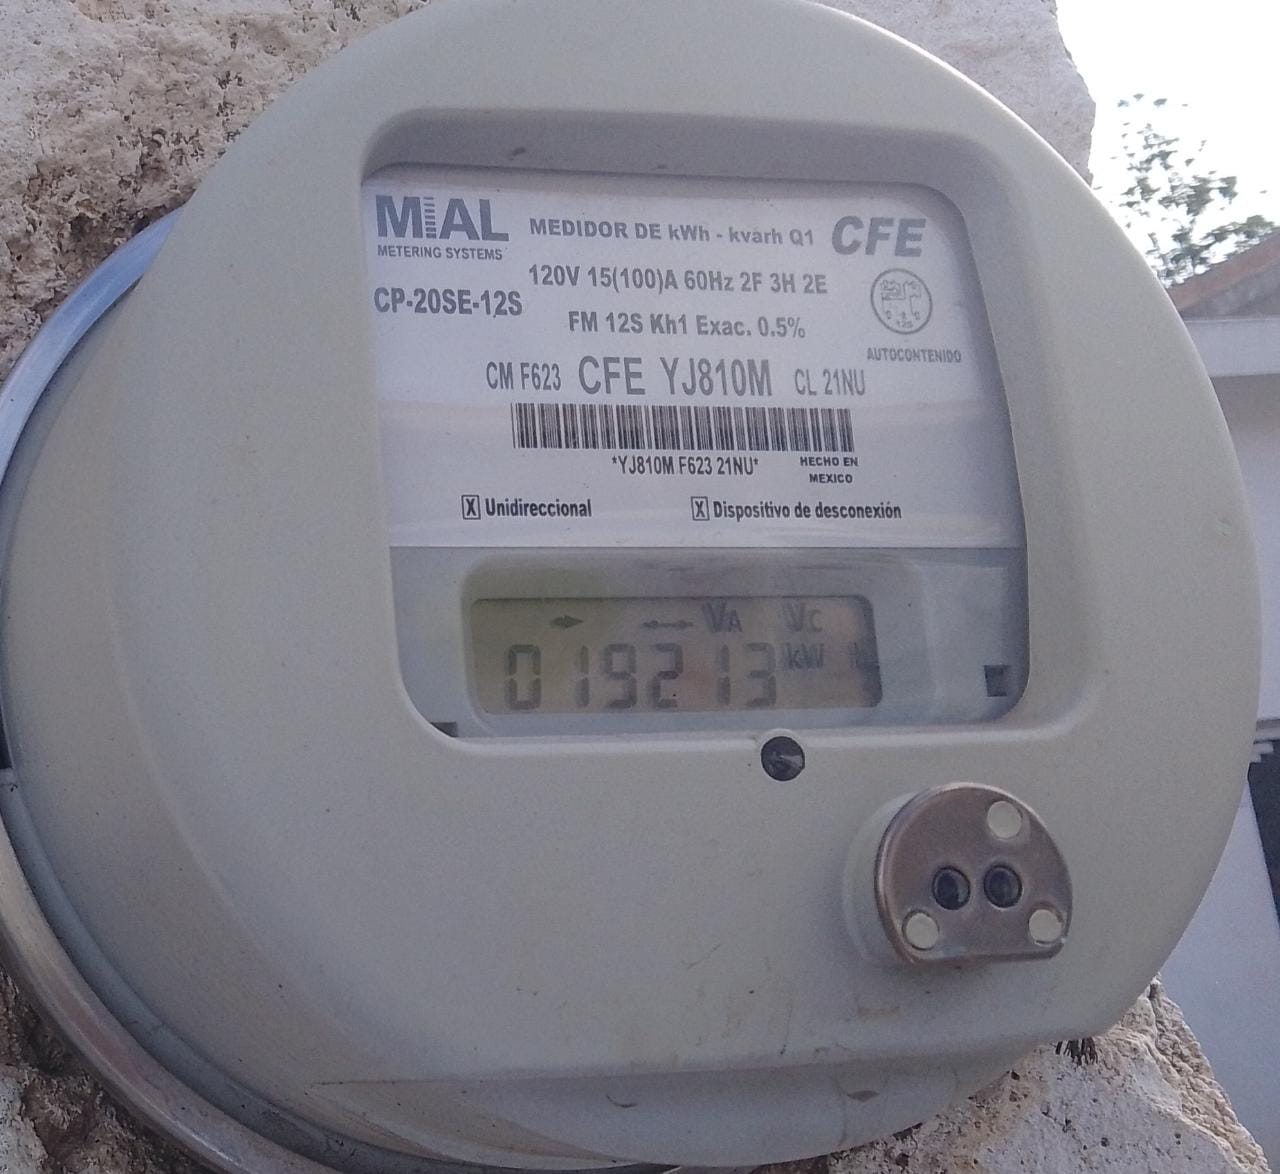 MIAL
METERING SYSTEMS
MEDIDOR DE kWh - kvarh Q1
CFE
120V 15(100)A 60Hz 2F 3H 2E
CP-20SE-12S
FM 12S Kh1 Exac. 0.5%
12S
AUTOCONTENIDO
CM F623 CFE YJ810M CL 21NU
*YJ810M F623 21NU*
HECHO EN
MEXICO
X Unidireccional
X Dispositivo de desconexión
VA VC
019213 kW h